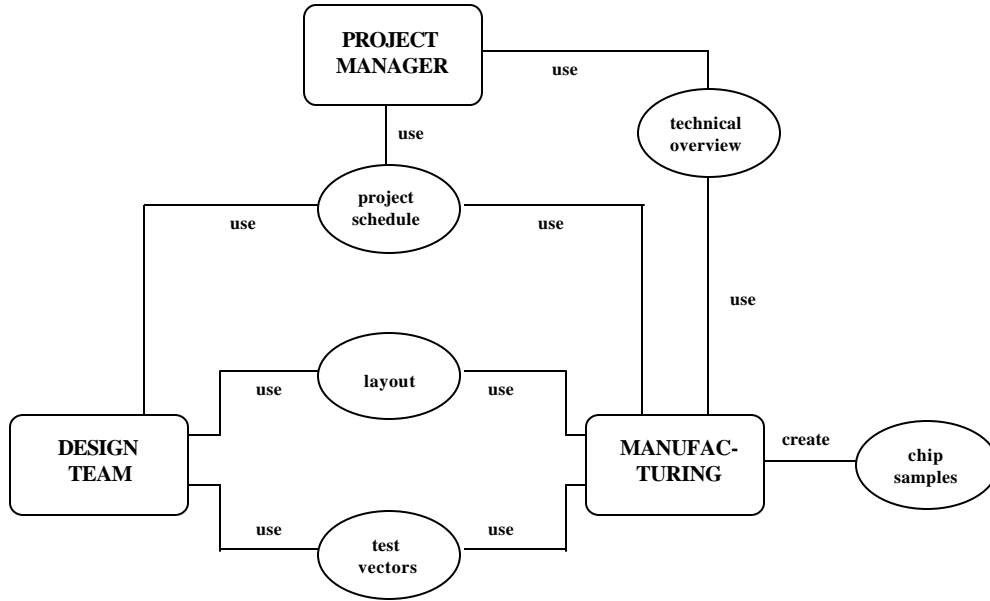 PROJECT
MANAGER
use
technical
overview
use
project
schedule
use
use
use
layout
use
use
DESIGN
TEAM
MANUFAC-
TURING
create
chip
samples
use
test
vectors
use